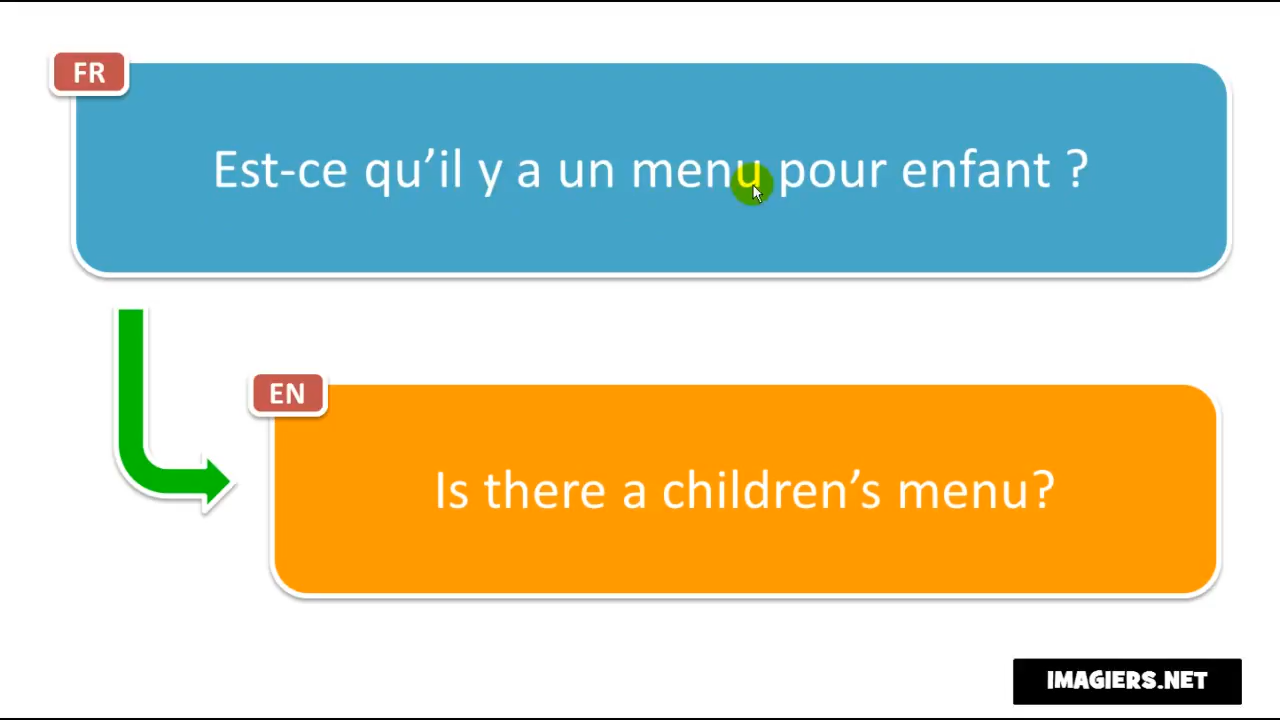 FR
Est-ce qu’il y a un menu pour enfant ?
EN
Is there a children’s menu?
IMAGIERS.NET